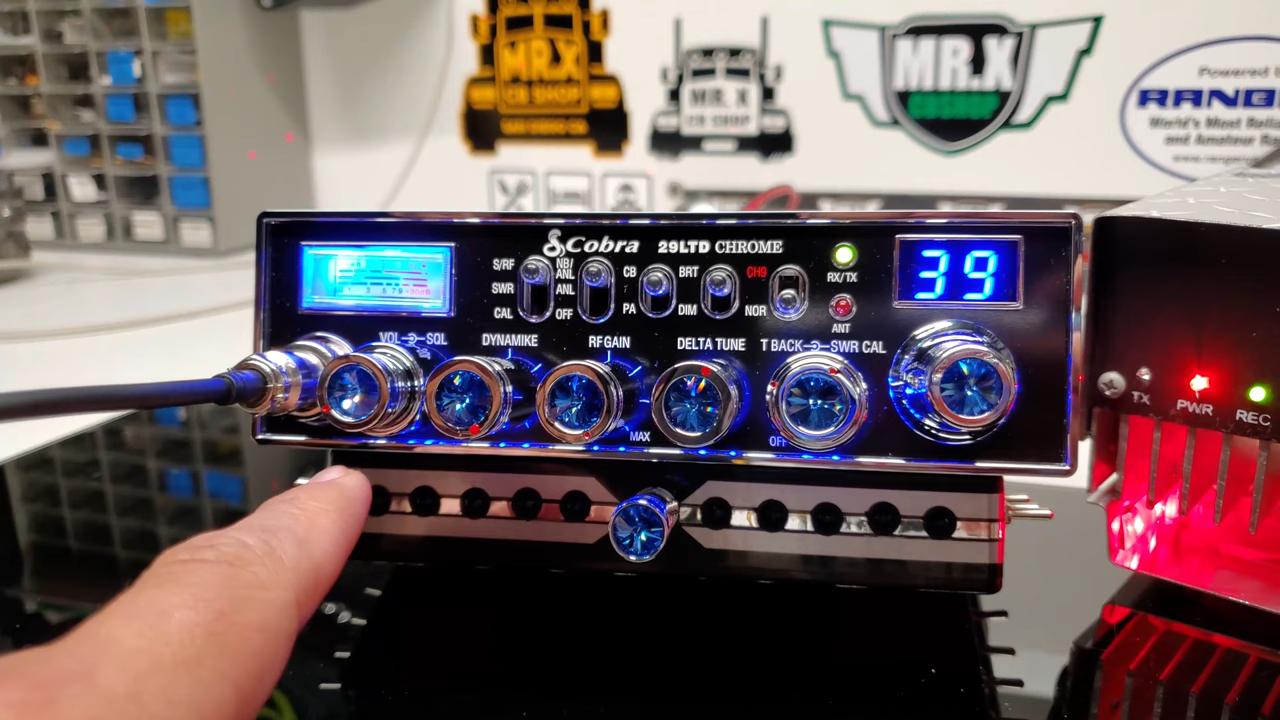 MR.X
CB SHOP
MR. X
CB SHOP
MR.X
CBSHOP
Powered
RANG
World's Most Relia
and Amateur Ra
Cobra 29LTD CHROME
S/RF
SWR
CAL
NB/
ANL
ANL
OFF
CB
PA
BRT
DIM
CH9
NOR
RX/TX
ANT
39
VOL SQL
DYNAMIKE
RF GAIN
DELTA TUNE
T BACK SWR CAL
MAX
OFF
TX
PWR
REC